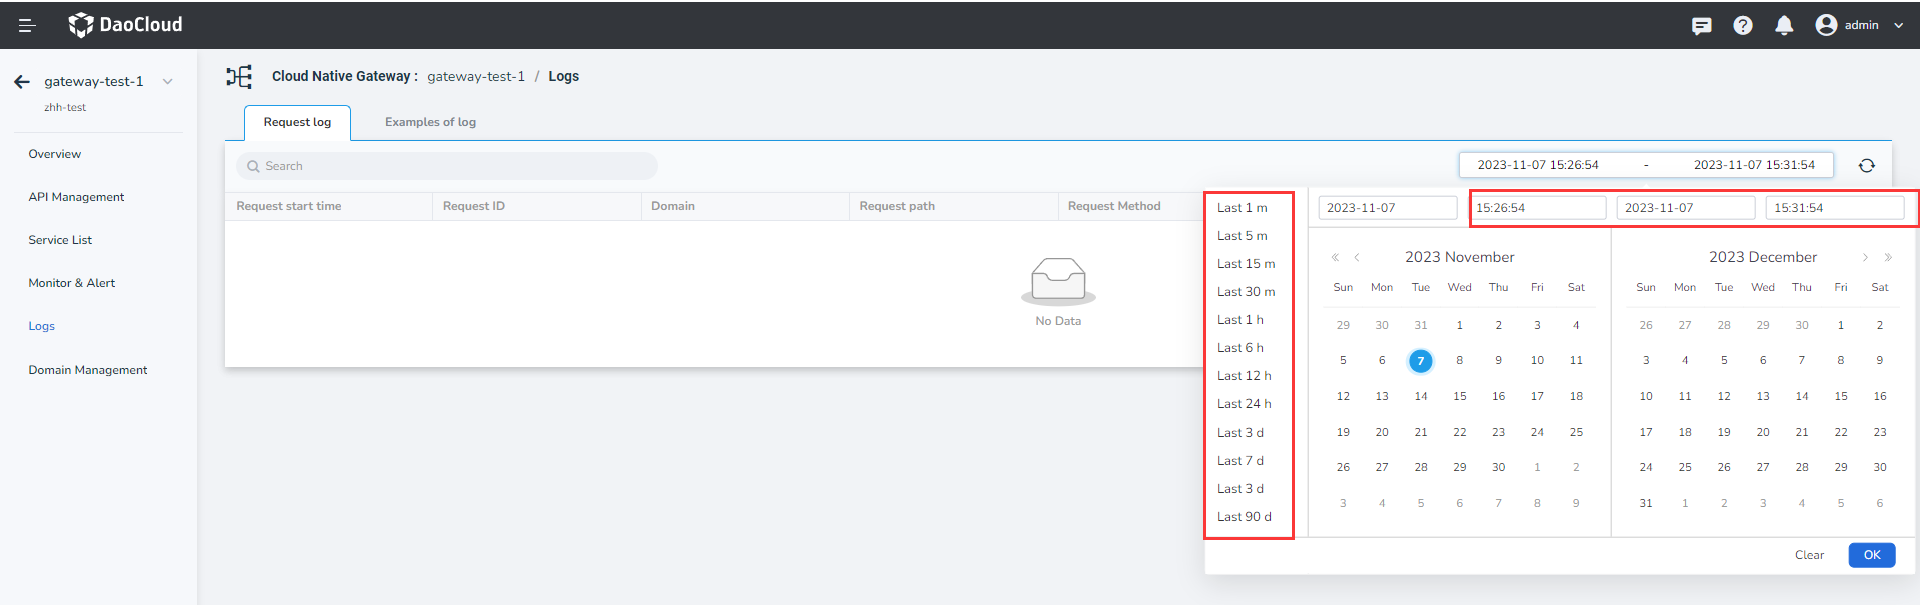 DaoCloud
admin
gateway-test-1
zhh-test
Overview
API Management
Service List
Monitor & Alert
Logs
Domain Management
Cloud Native Gateway : gateway-test-1 / Logs
Request log Examples of log
Search
2023-11-07 15:26:54 - 2023-11-07 15:31:54
Request start time Request ID Domain Request path Request Method
No Data
Last 1 m
Last 5 m
Last 15 m
Last 30 m
Last 1 h
Last 6 h
Last 12 h
Last 24 h
Last 3 d
Last 7 d
Last 3 d
Last 90 d
2023-11-07 15:26:54 2023-11-07 15:31:54
2023 November
Sun Mon Tue Wed Thu Fri Sat
29 30 31 1 2 3 4
5 6 7 8 9 10 11
12 13 14 15 16 17 18
19 20 21 22 23 24 25
26 27 28 29 30 1 2
3 4 5 6 7 8 9
2023 December
Sun Mon Tue Wed Thu Fri Sat
26 27 28 29 30 1 2
3 4 5 6 7 8 9
10 11 12 13 14 15 16
17 18 19 20 21 22 23
24 25 26 27 28 29 30
31 1 2 3 4 5 6
Clear OK